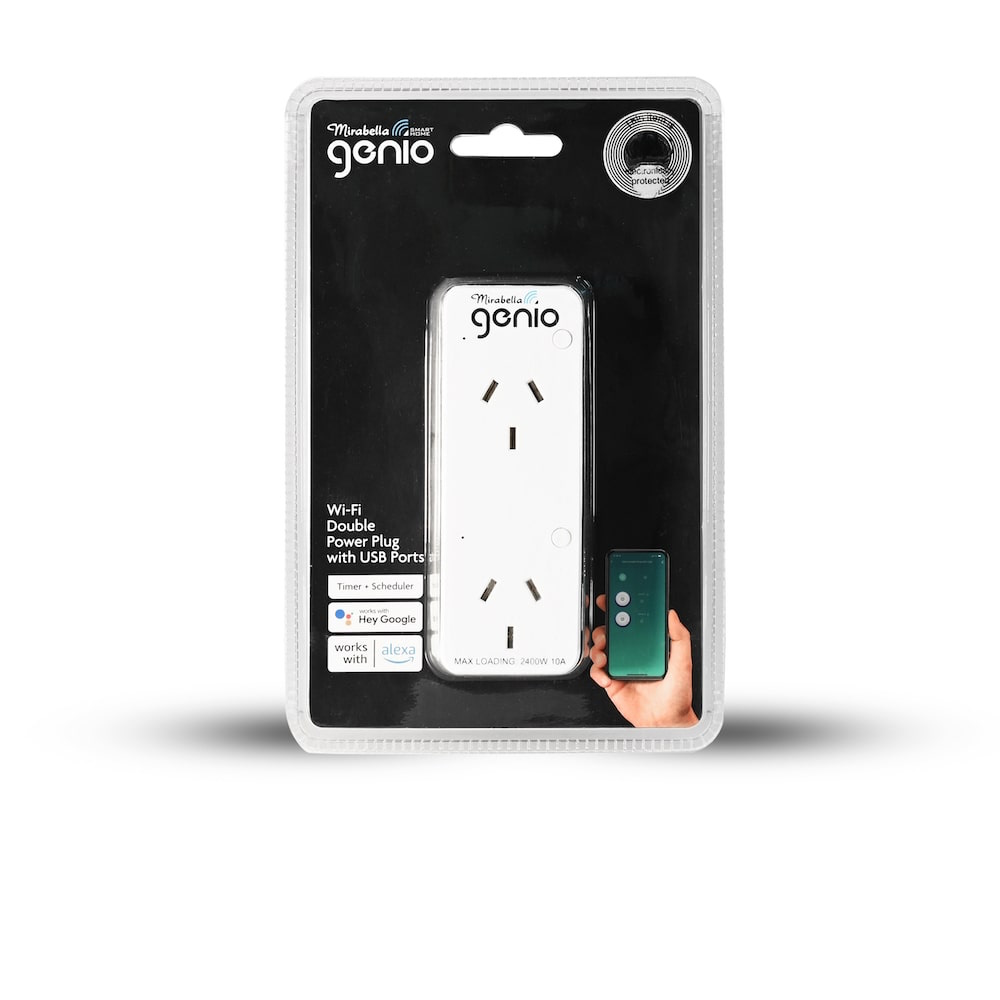 Mirabella SMART HOME
genio
protected
Mirabella
genio
Wi-Fi
Double
Power Plug
with USB Ports
Timer + Scheduler
works with
Hey Google
works
with
alexa
MAX LOADING: 2400W 10A